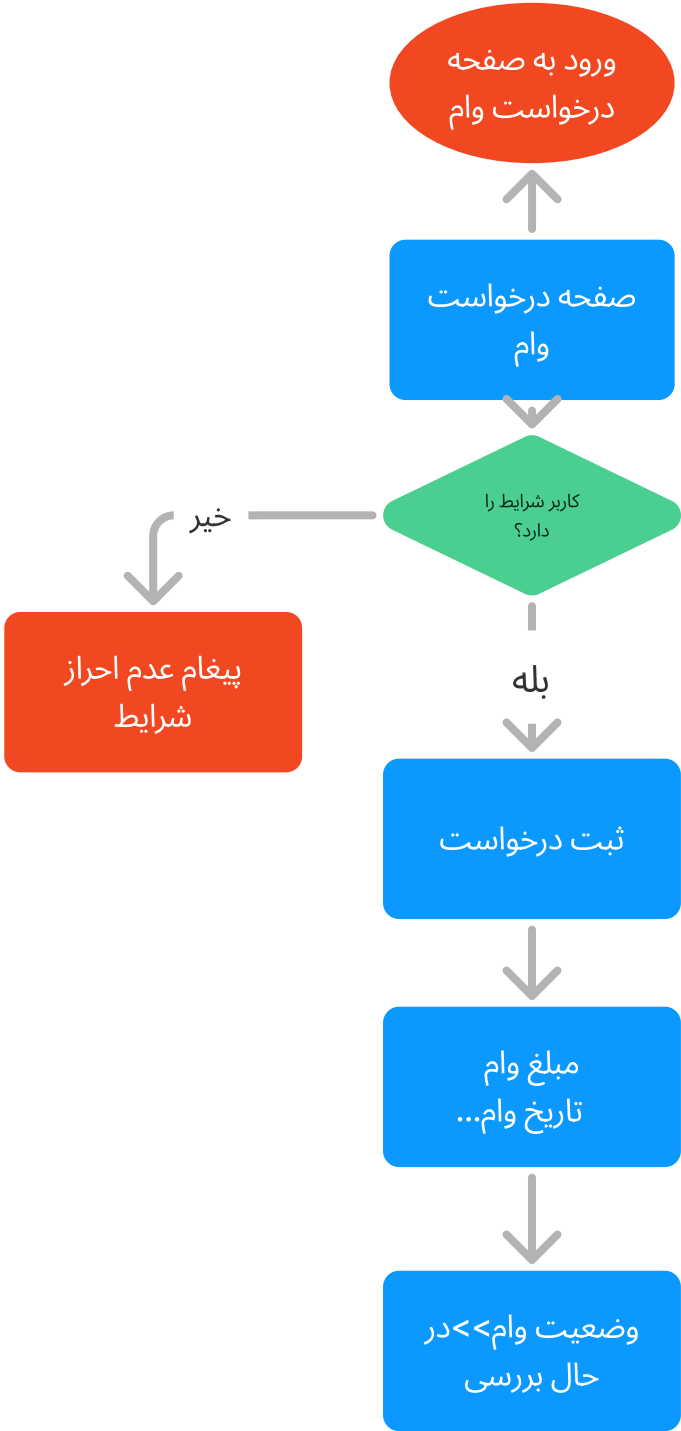 ورود به صفحه
درخواست وام
صفحه درخواست
وام
کاربر شرایط را
دارد؟
خیر
پیغام عدم احراز
شرایط
بله
ثبت درخواست
مبلغ وام
تاریخ وام...
وضعیت وام>>در
حال بررسی